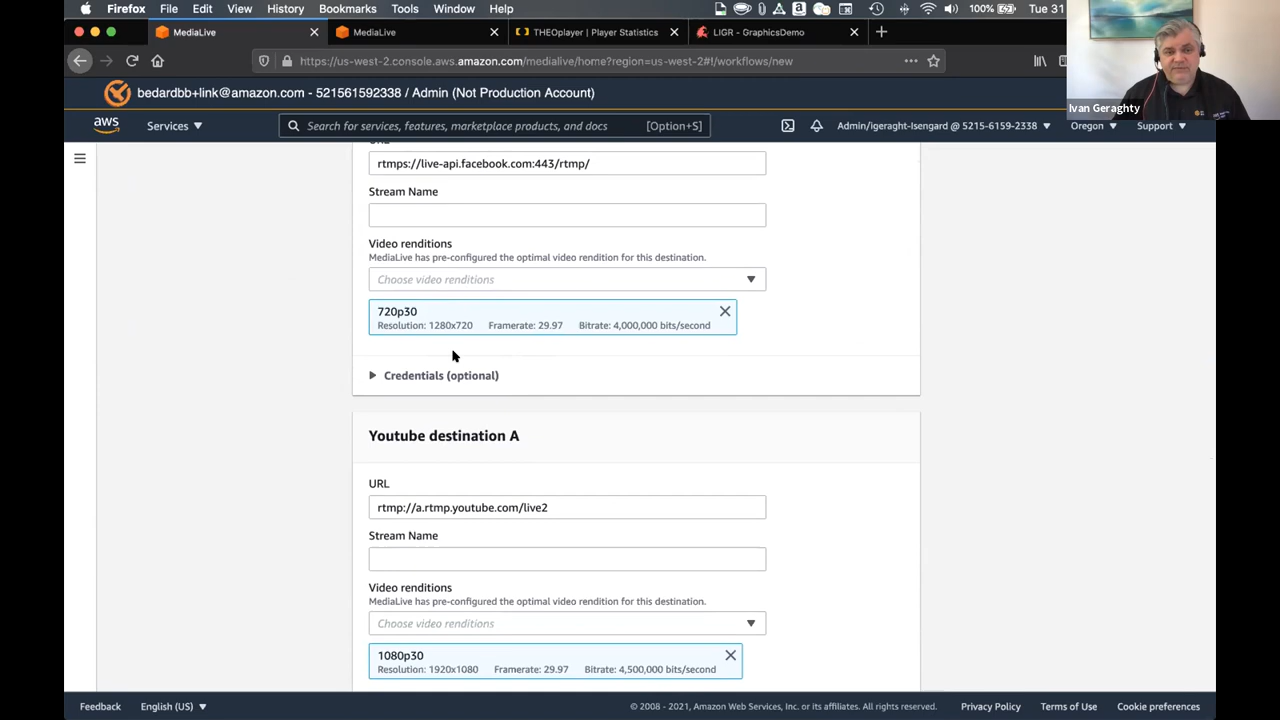 Firefox File Edit View History Bookmarks Tools Window Help 100% Tue 31
MediaLive MediaLive THEOplayer | Player Statistics LIGR - GraphicsDemo
https://us-west-2.console.aws.amazon.com/medialive/home?region=us-west-2#!/workflows/new
Ivan Geraghty
bedardbb+link@amazon.com - 521561592338 / Admin (Not Production Account)
aws Services Search for services, features, marketplace products, and docs [Option+S] Admin/igeraght-Isengard @ 5215-6159-2338 Oregon Support
URL
rtmps://live-api.facebook.com:443/rtmp/
Stream Name
Video renditions
MediaLive has pre-configured the optimal video rendition for this destination.
Choose video renditions
720p30
Resolution: 1280x720 Framerate: 29.97 Bitrate: 4,000,000 bits/second
Credentials (optional)
Youtube destination A
URL
rtmp://a.rtmp.youtube.com/live2
Stream Name
Video renditions
MediaLive has pre-configured the optimal video rendition for this destination.
Choose video renditions
1080p30
Resolution: 1920x1080 Framerate: 29.97 Bitrate: 4,500,000 bits/second
Feedback English (US) © 2008 - 2021, Amazon Web Services, Inc. or its affiliates. All rights reserved. Privacy Policy Terms of Use Cookie preferences